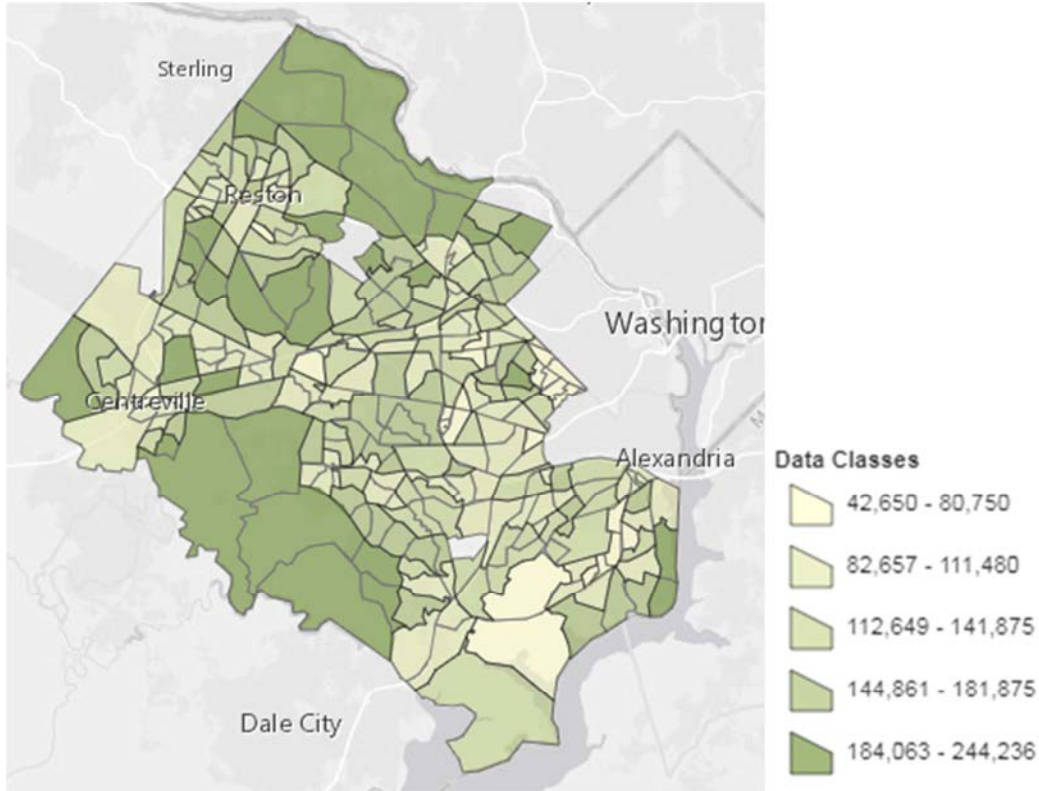 Sterling
Reston
Washington
Centreville
Alexandria
Dale City
Data Classes
42,650 - 80,750
82,657 - 111,480
112,649 - 141,875
144,861 - 181,875
184,063 - 244,236